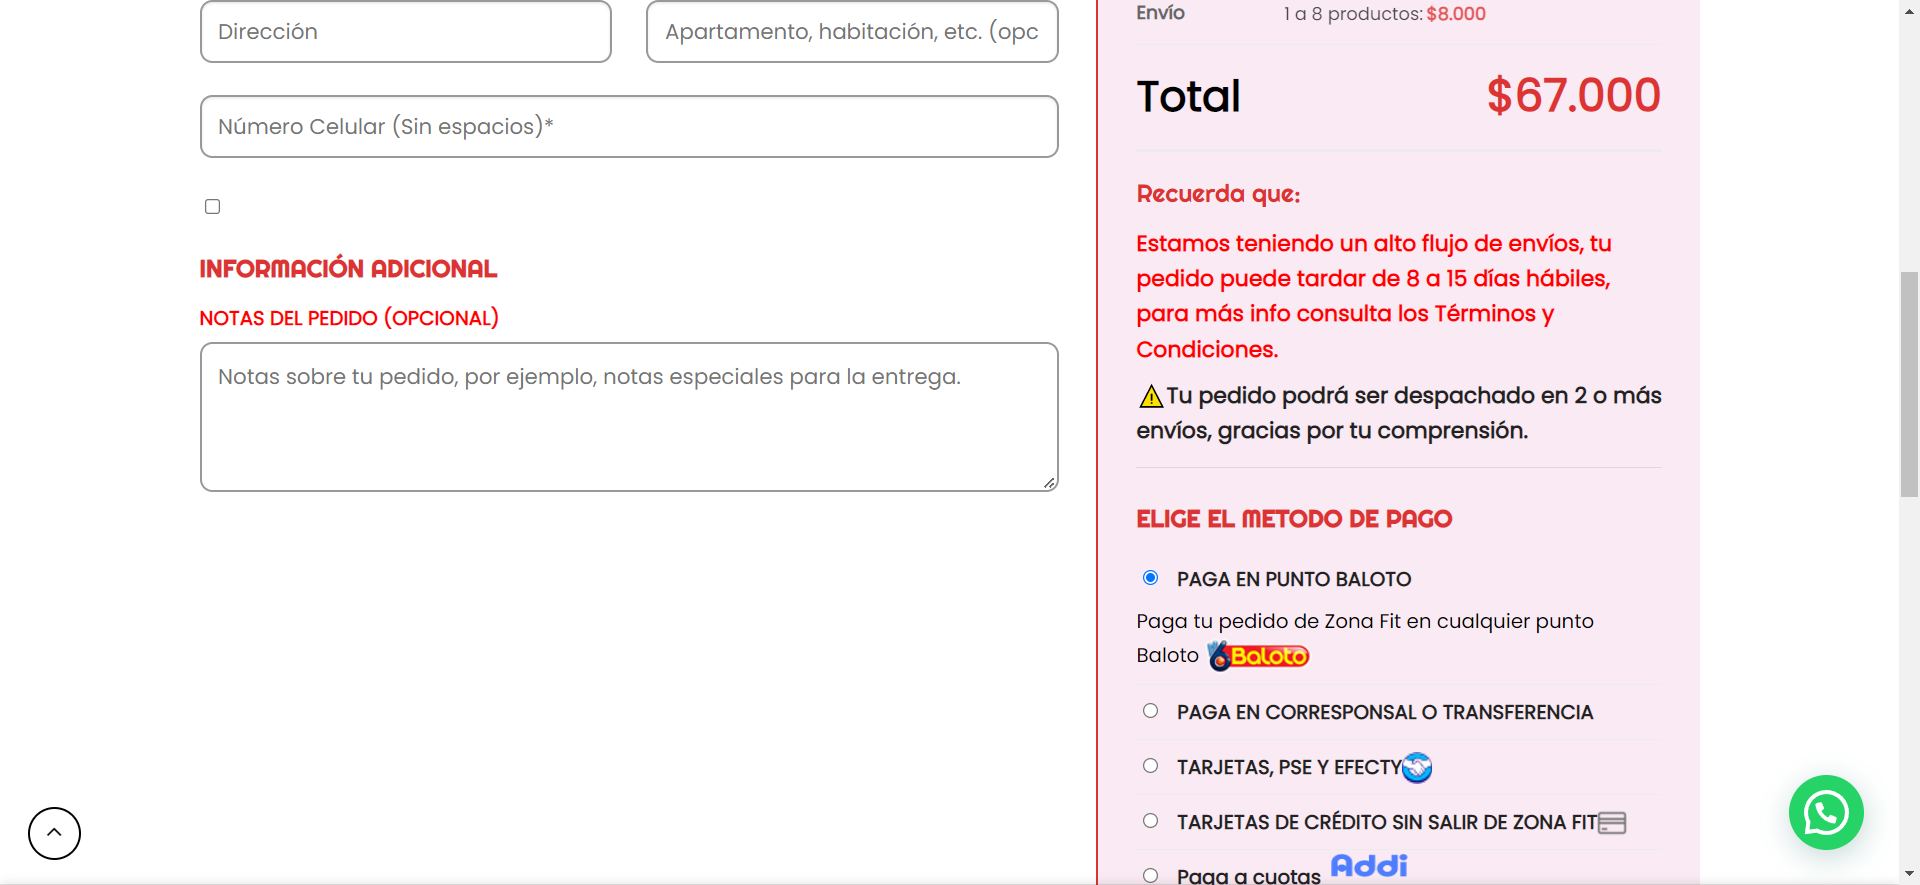 Dirección
Apartamento, habitación, etc. (opc
Número Celular (Sin espacios)*
INFORMACIÓN ADICIONAL
NOTAS DEL PEDIDO (OPCIONAL)
Notas sobre tu pedido, por ejemplo, notas especiales para la entrega.
Envío 1 a 8 productos: $8.000
Total $67.000
Recuerda que:
Estamos teniendo un alto flujo de envíos, tu
pedido puede tardar de 8 a 15 días hábiles,
para más info consulta los Términos y
Condiciones.
⚠Tu pedido podrá ser despachado en 2 o más
envíos, gracias por tu comprensión.
ELIGE EL METODO DE PAGO
PAGA EN PUNTO BALOTO
Paga tu pedido de Zona Fit en cualquier punto
Baloto Baloto
PAGA EN CORRESPONSAL O TRANSFERENCIA
TARJETAS, PSE Y EFECTY
TARJETAS DE CRÉDITO SIN SALIR DE ZONA FIT
Paga a cuotas Addi